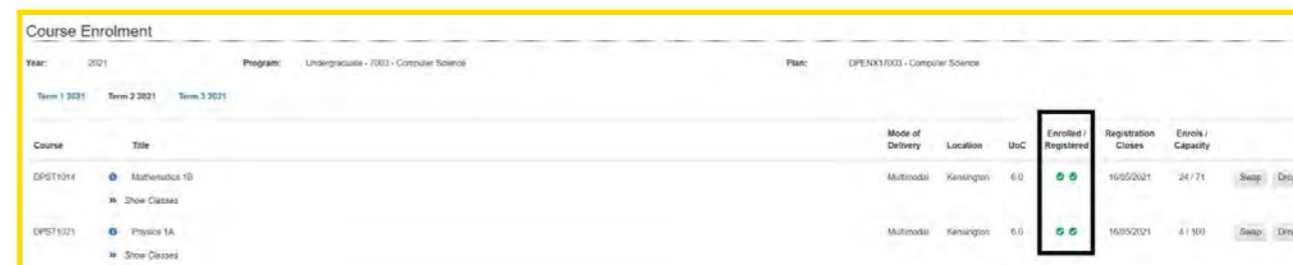 Course Enrolment
Year: 2021 Program: Undergraduate - 7003 - Computer Science Plan: DPENX17003 - Computer Science
Term 1 2021 Term 2 2021 Term 3 2021
Course Title Mode of Delivery Location UoC Enrolled / Registered Registration Closes Enrols / Capacity
DPST1014 Mathematics 1B Multimodal Kensington 6.0 16/05/2021 24 / 71 Swap Drop
Show Classes
DPST1021 Physics 1A Multimodal Kensington 6.0 16/05/2021 4 / 100 Swap
Show Classes